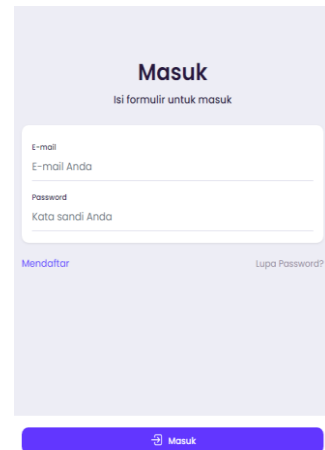 Masuk
Isi formulir untuk masuk
E-mail
E-mail Anda
Password
Kata sandi Anda
Mendaftar
Lupa Password?
Masuk